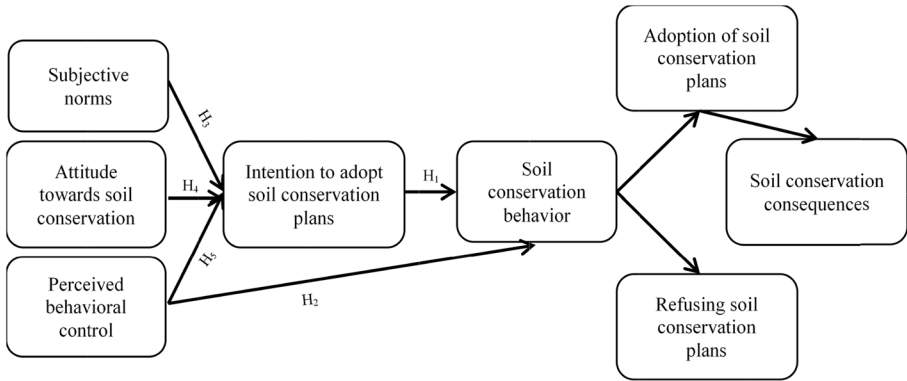 Subjective
norms
H3
Attitude
towards soil
conservation
H4
Perceived
behavioral
control
H5
H2
Intention to adopt
soil conservation
plans
H1
Soil
conservation
behavior
Adoption of soil
conservation
plans
Soil conservation
consequences
Refusing soil
conservation
plans